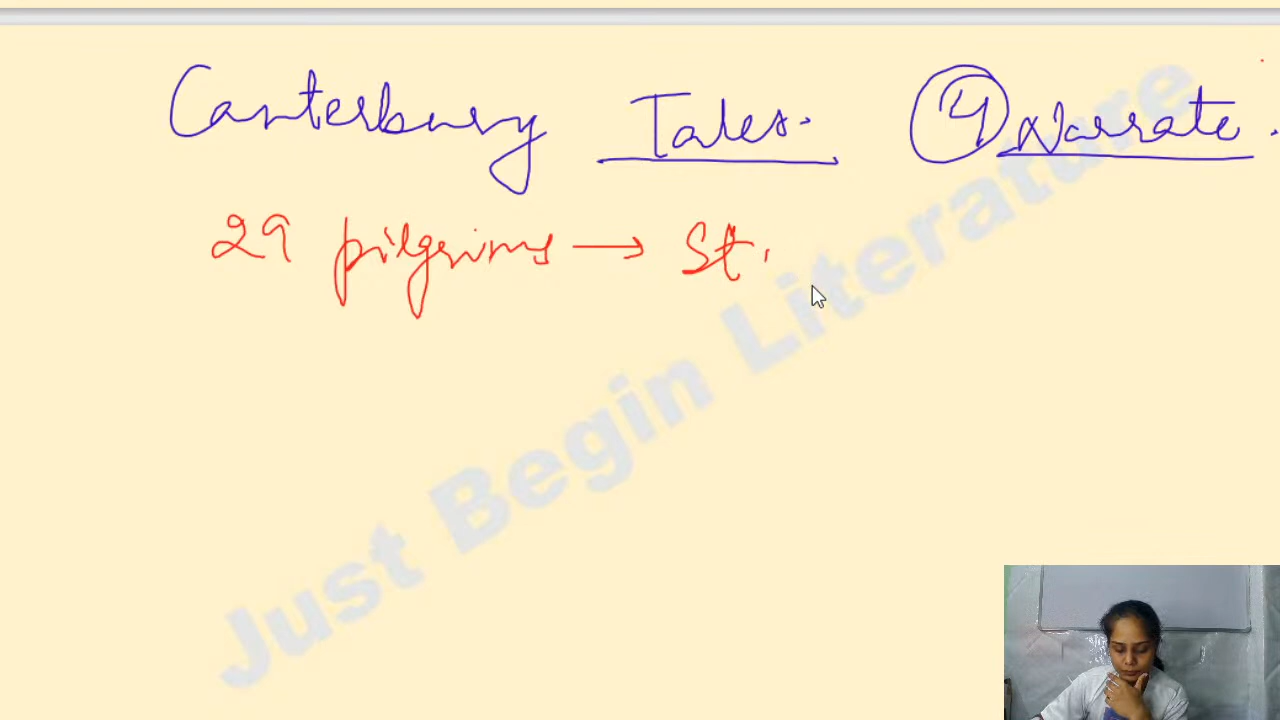 Canterbury Tales. 4 Narrate.
29 pilgrims → St.
Just Begin Literature